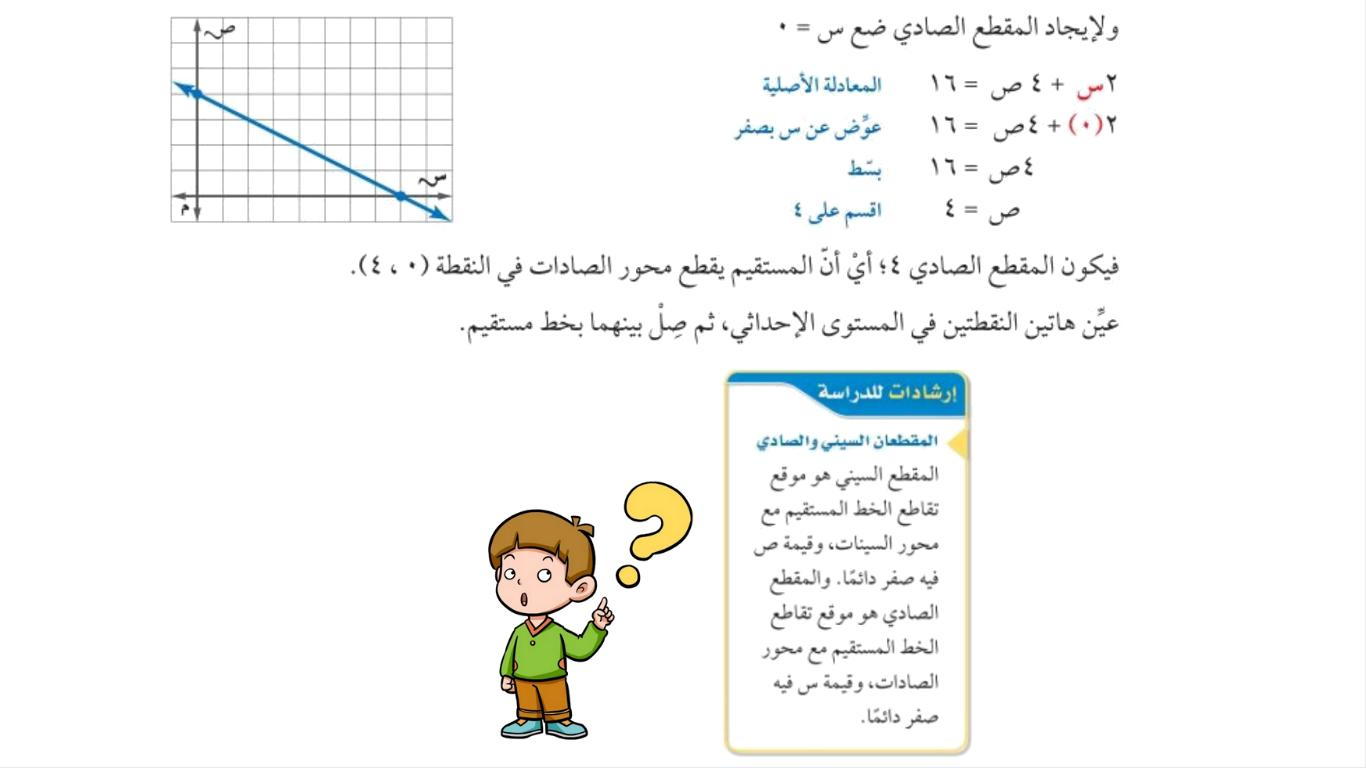 ولإيجاد المقطع الصادي ضع س = ٠
٢س + ٤ ص = ١٦ المعادلة الأصلية
٢(٠) + ٤ص = ١٦ عوِّض عن س بصفر
٤ص = ١٦ بسّط
ص = ٤ اقسم على ٤
ص
س
م
فيكون المقطع الصادي ٤؛ أيْ أنّ المستقيم يقطع محور الصادات في النقطة (٠ ، ٤).
عيِّن هاتين النقطتين في المستوى الإحداثي، ثم صِلْ بينهما بخط مستقيم.
إرشادات للدراسة
المقطعان السيني والصادي
المقطع السيني هو موقع
تقاطع الخط المستقيم مع
محور السينات، وقيمة ص
فيه صفر دائمًا. والمقطع
الصادي هو موقع تقاطع
الخط المستقيم مع محور
الصادات، وقيمة س فيه
صفر دائمًا.